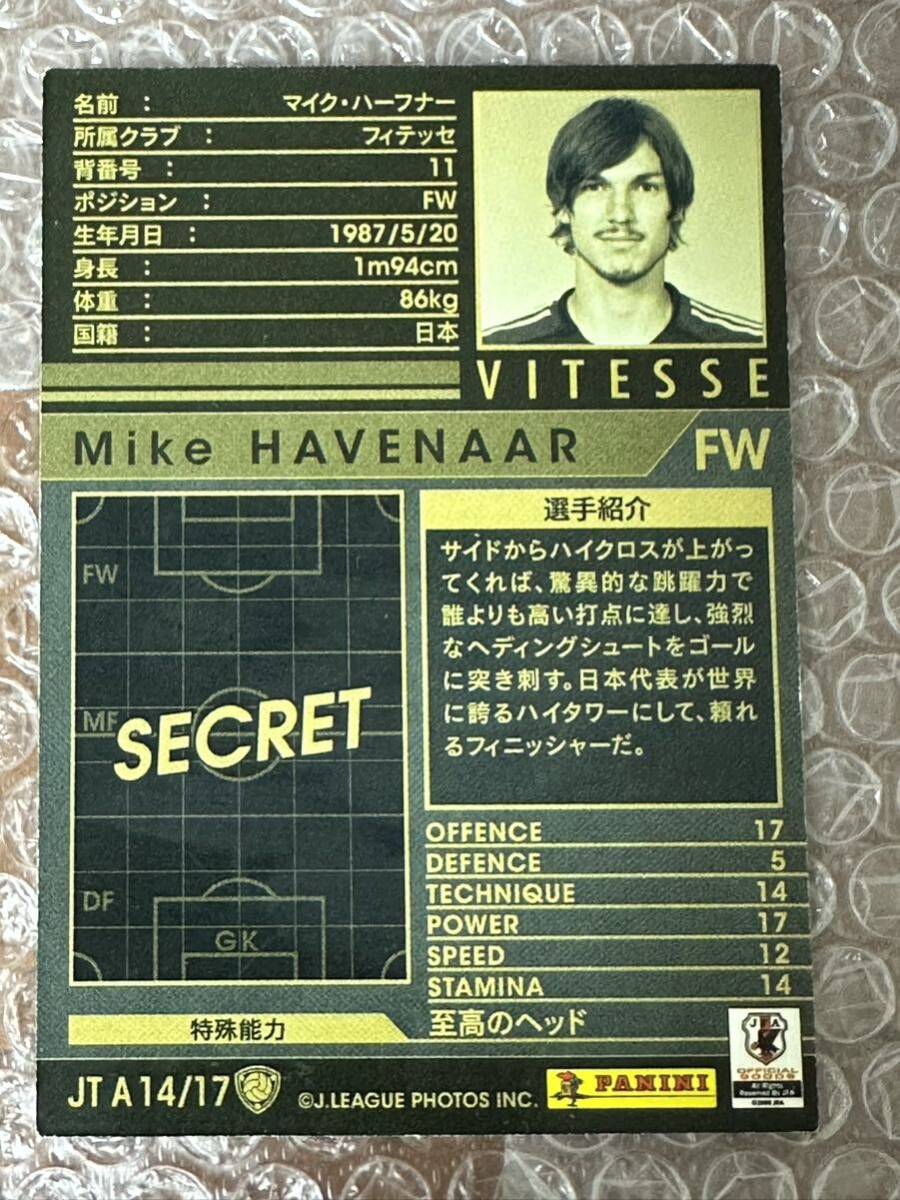 名前 : マイク・ハーフナー
所属クラブ : フィテッセ
背番号 : 11
ポジション : FW
生年月日 : 1987/5/20
身長 : 1m94cm
体重 : 86kg
国籍 : 日本
VITESSE
Mike HAVENAAR FW
FW
MF
SECRET
DF
GK
選手紹介
サイドからハイクロスが上がっ
てくれば、驚異的な跳躍力で
誰よりも高い打点に達し、強烈
なヘディングシュートをゴール
に突き刺す。日本代表が世界
に誇るハイタワーにして、頼れ
るフィニッシャーだ。
OFFENCE 17
DEFENCE 5
TECHNIQUE 14
POWER 17
SPEED 12
STAMINA 14
特殊能力 至高のヘッド
JT A14/17 ©J.LEAGUE PHOTOS INC. PANINI
JFA
OFFICIAL
GOODS
All Rights
Reserved By JFA